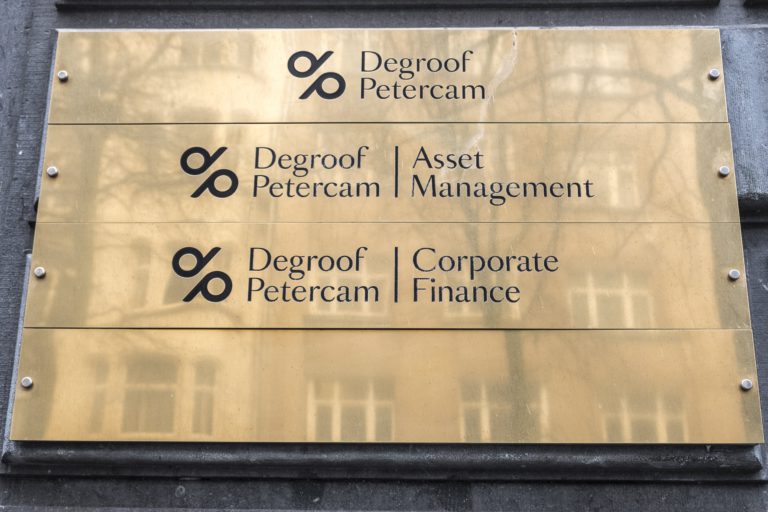 Degroof
Petercam
Degroof
Petercam
Asset
Management
Degroof
Petercam
Corporate
Finance